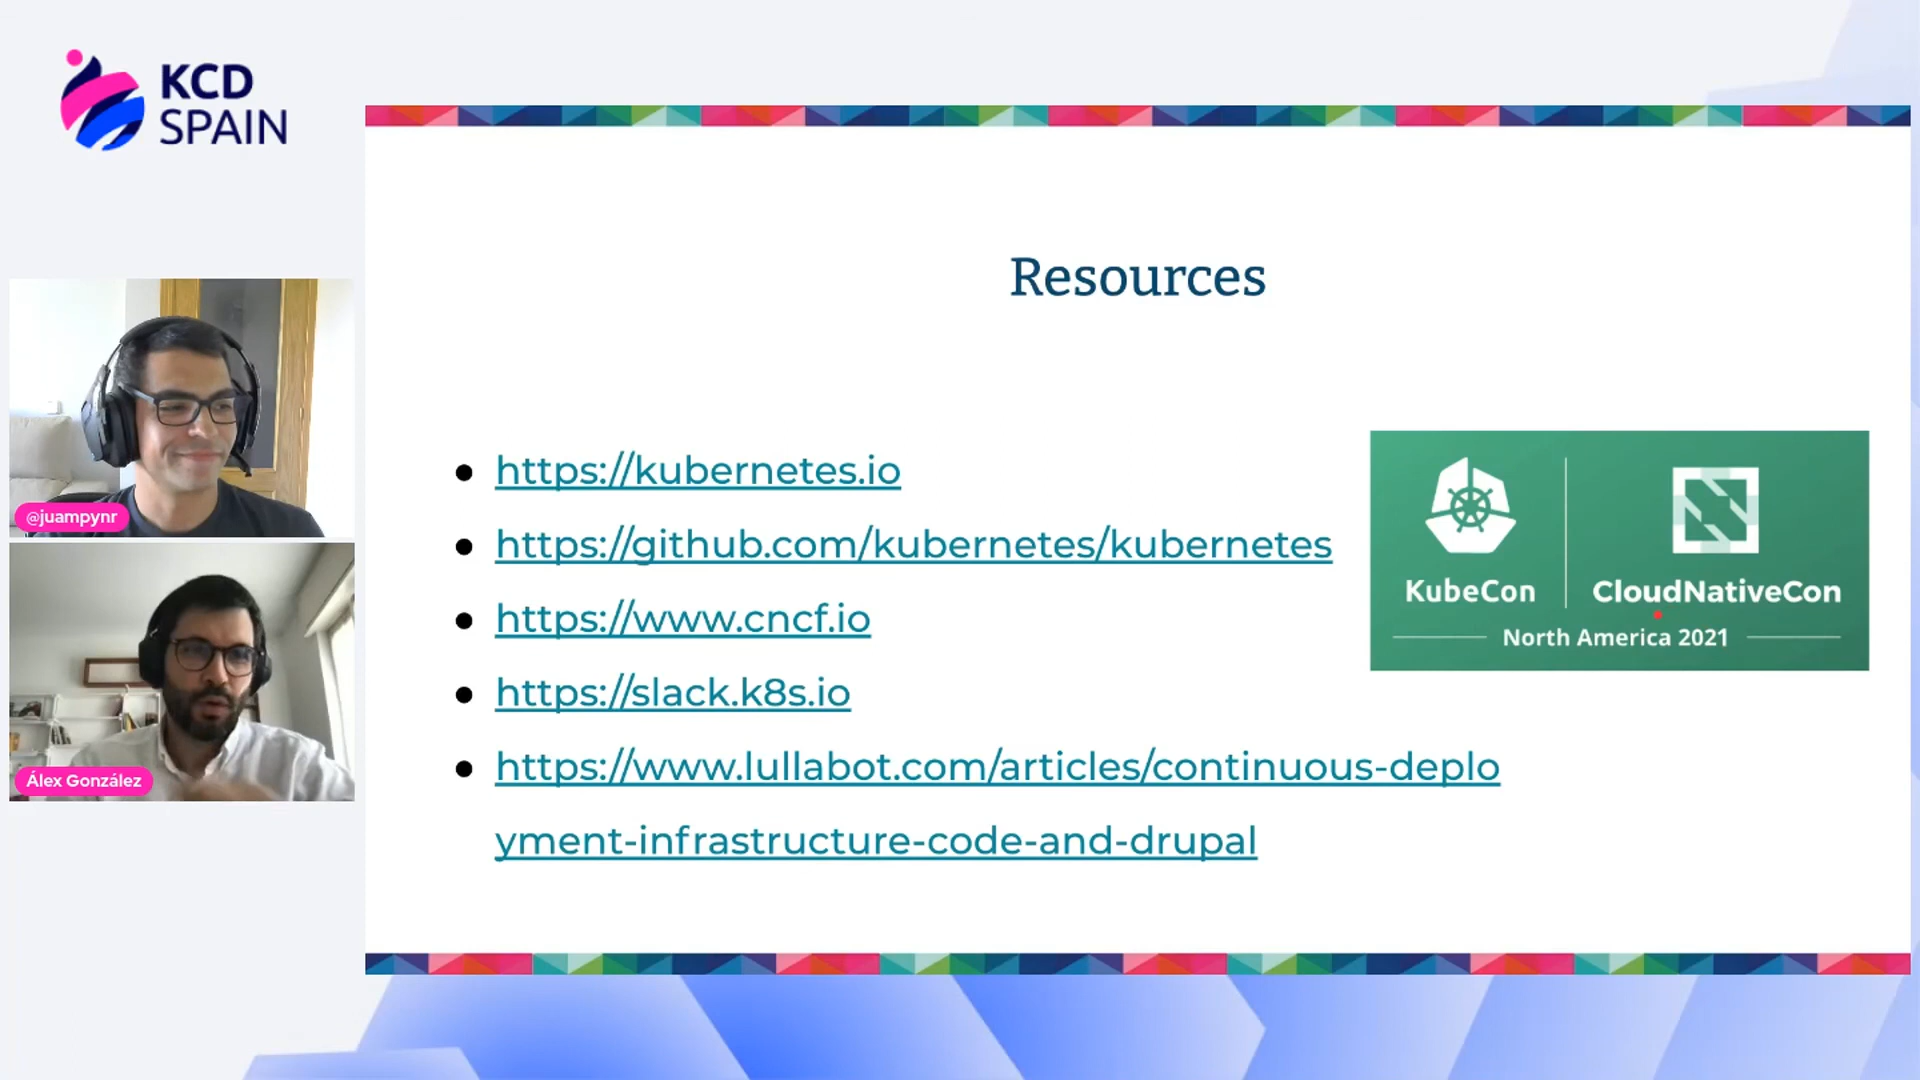 KCD
SPAIN
Resources
https://kubernetes.io
https://github.com/kubernetes/kubernetes
https://www.cncf.io
https://slack.k8s.io
https://www.lullabot.com/articles/continuous-deplo
yment-infrastructure-code-and-drupal
KubeCon
CloudNativeCon
North America 2021
@juampynr
Álex González